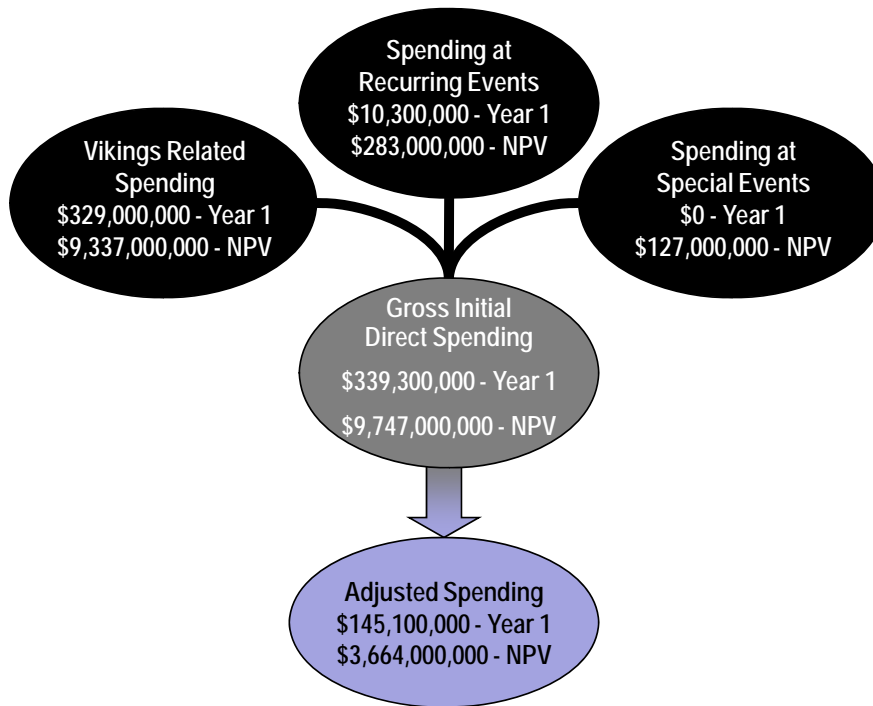 Spending at
Recurring Events
$10,300,000 - Year 1
$283,000,000 - NPV
Vikings Related
Spending
$329,000,000 - Year 1
$9,337,000,000 - NPV
Spending at
Special Events
$0 - Year 1
$127,000,000 - NPV
Gross Initial
Direct Spending
$339,300,000 - Year 1
$9,747,000,000 - NPV
Adjusted Spending
$145,100,000 - Year 1
$3,664,000,000 - NPV